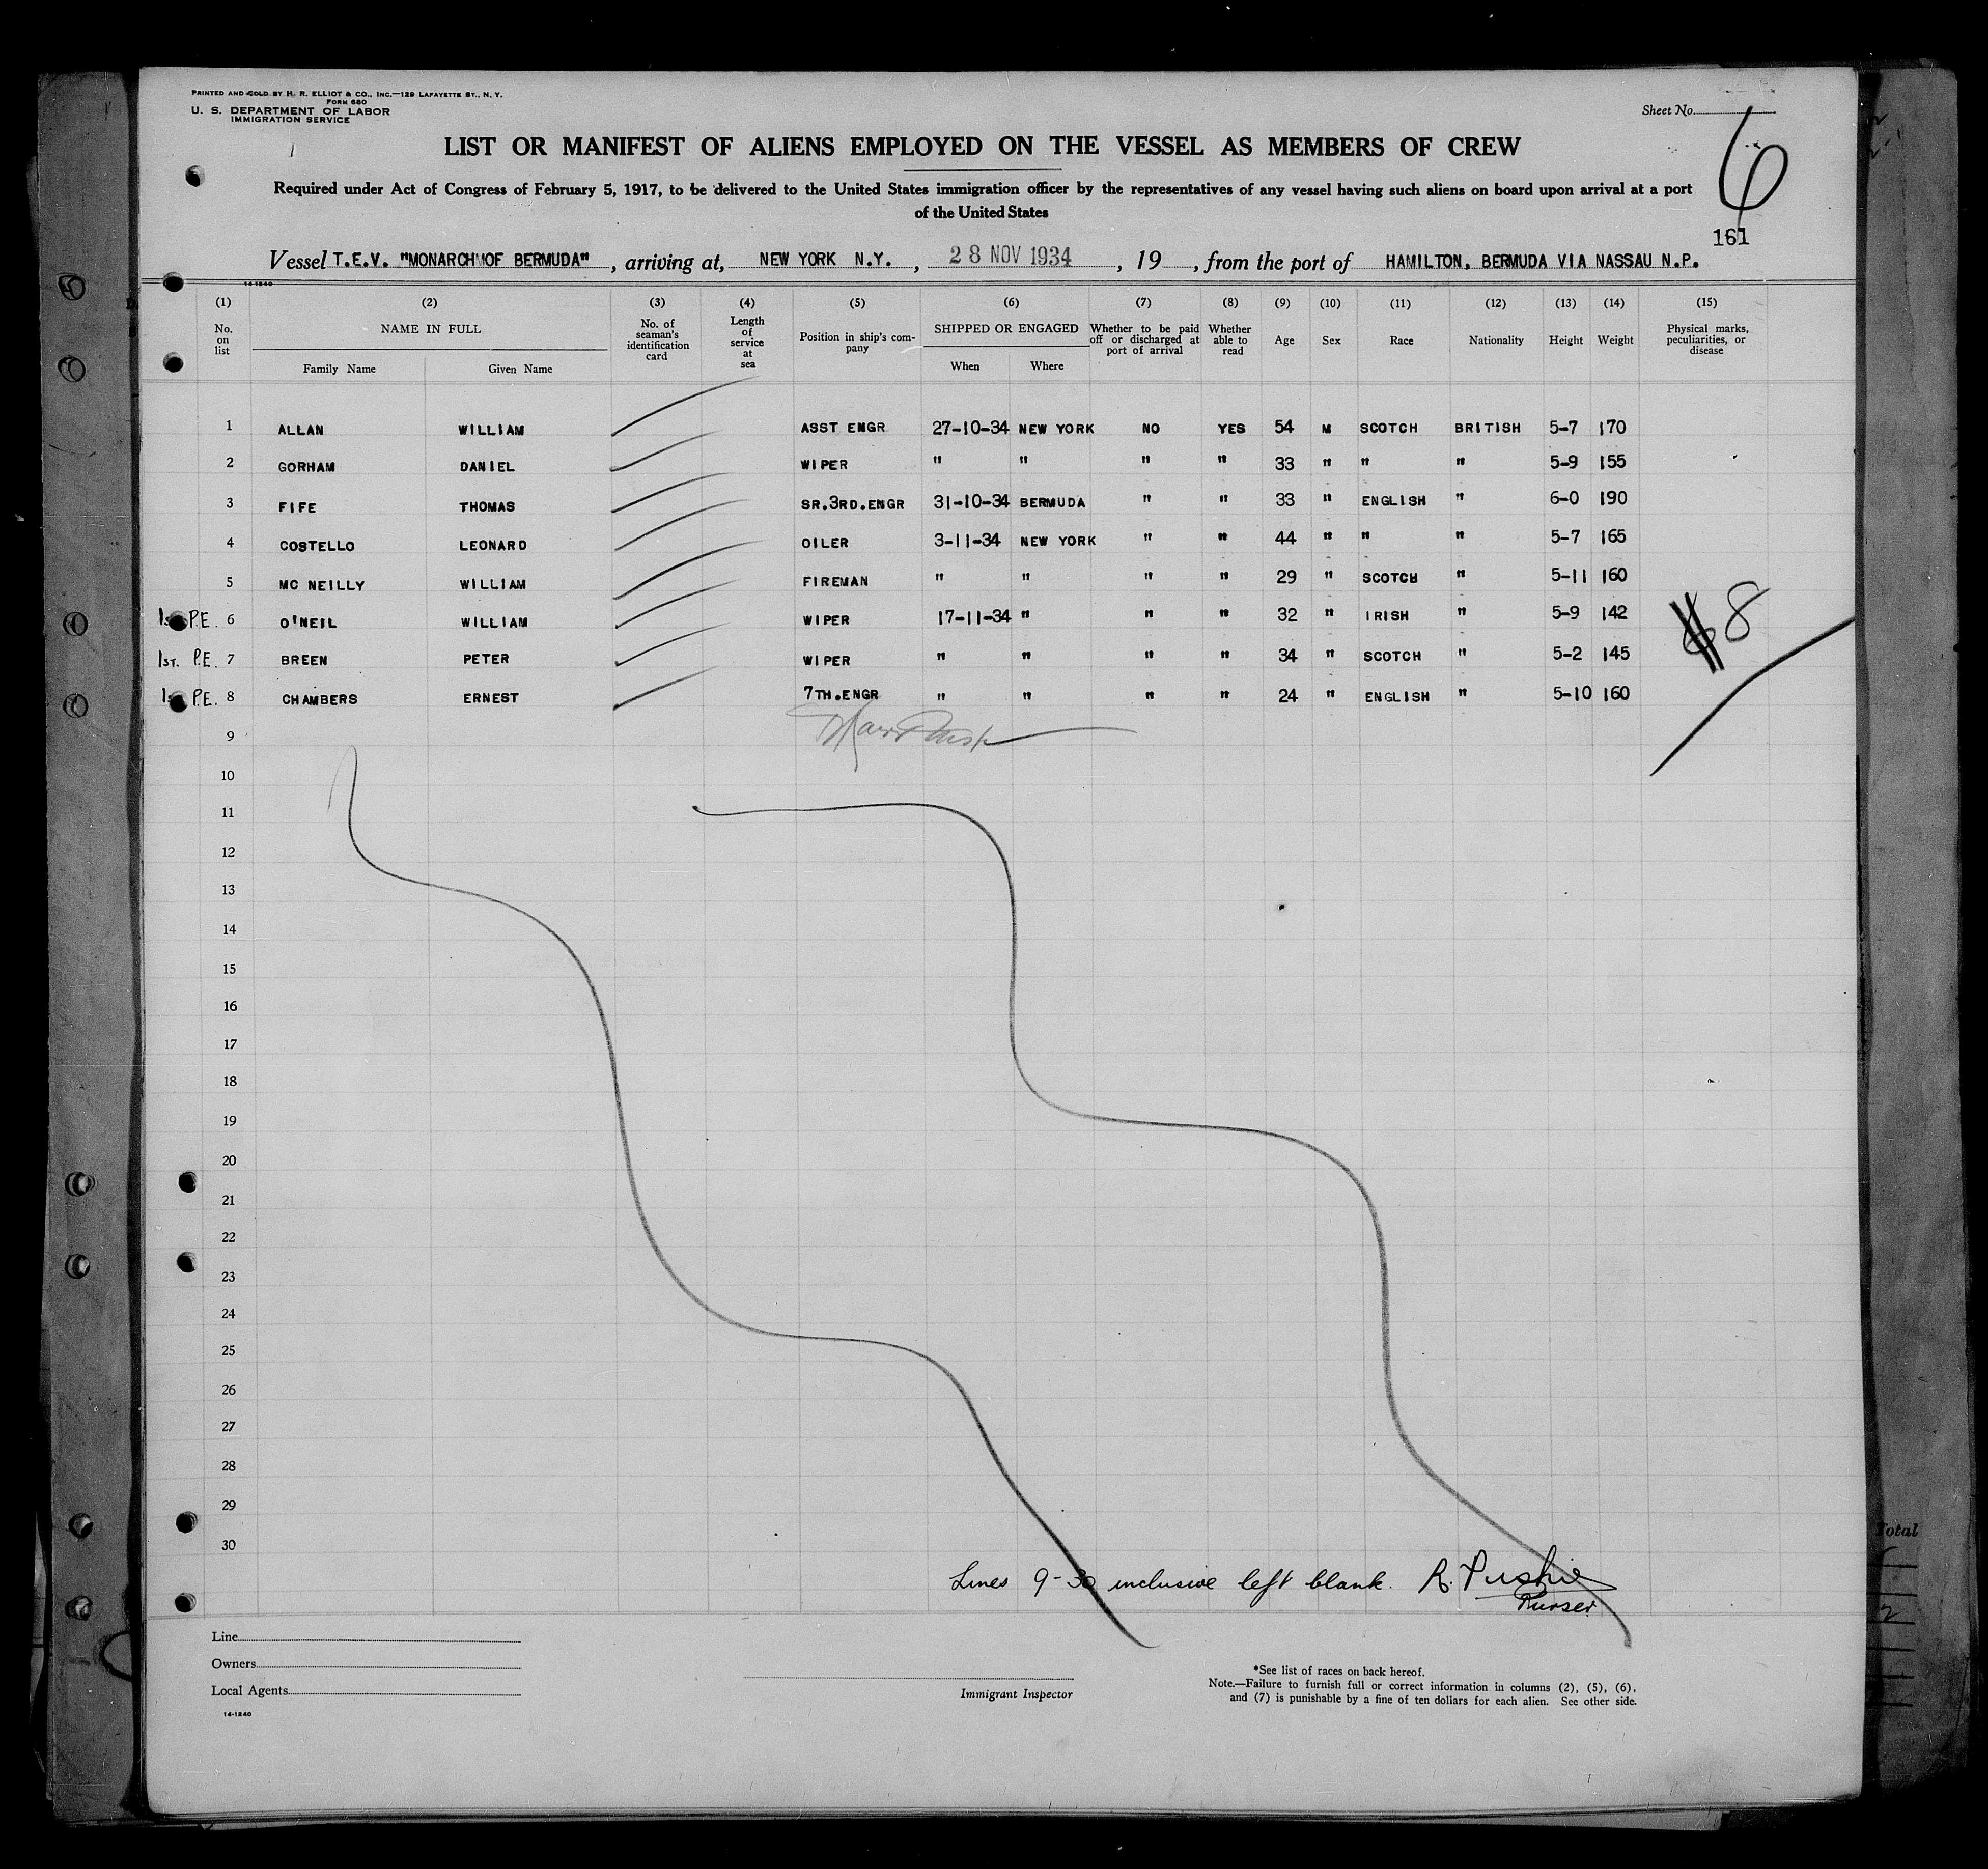 PRINTED AND SOLD BY H. R. ELLIOT & CO., INC.—129 LAFAYETTE ST., N. Y.
FORM 680
U. S. DEPARTMENT OF LABOR
IMMIGRATION SERVICE
Sheet No.
6
161
LIST OR MANIFEST OF ALIENS EMPLOYED ON THE VESSEL AS MEMBERS OF CREW
Required under Act of Congress of February 5, 1917, to be delivered to the United States immigration officer by the representatives of any vessel having such aliens on board upon arrival at a port
of the United States
Vessel T.E.V. "MONARCH"OF BERMUDA" , arriving at, NEW YORK N.Y. , 28 NOV 1934 , 19 , from the port of HAMILTON, BERMUDA VIA NASSAU N.P.
14-1240
(1) (2) (3) (4) (5) (6) (7) (8) (9) (10) (11) (12) (13) (14) (15)
No. on list NAME IN FULL Family Name Given Name No. of seaman's identification card Length of service at sea Position in ship's company SHIPPED OR ENGAGED When Where Whether to be paid off or discharged at port of arrival Whether able to read Age Sex Race Nationality Height Weight Physical marks, peculiarities, or disease
1 ALLAN WILLIAM ASST ENGR 27-10-34 NEW YORK NO YES 54 M SCOTCH BRITISH 5-7 170
2 GORHAM DANIEL WIPER " " " " 33 " " " 5-9 155
3 FIFE THOMAS SR.3RD.ENGR 31-10-34 BERMUDA " " 33 " ENGLISH " 6-0 190
4 COSTELLO LEONARD OILER 3-11-34 NEW YORK " " 44 " " " 5-7 165
5 MC NEILLY WILLIAM FIREMAN " " " " 29 " SCOTCH " 5-11 160
1st P.E. 6 O'NEIL WILLIAM WIPER 17-11-34 " " " 32 " IRISH " 5-9 142
1ST. P.E. 7 BREEN PETER WIPER " " " " 34 " SCOTCH " 5-2 145
1st P.E. 8 CHAMBERS ERNEST 7TH.ENGR " " " " 24 " ENGLISH " 5-10 160
8
9
10
11
12
13
14
15
16
17
18
19
20
21
22
23
24
25
26
27
28
29
30
Lines 9-30 inclusive left blank. R. Pushie
Purser
Line
Owners
Local Agents
14-1240
Immigrant Inspector
*See list of races on back hereof.
Note.—Failure to furnish full or correct information in columns (2), (5), (6),
and (7) is punishable by a fine of ten dollars for each alien. See other side.
Total